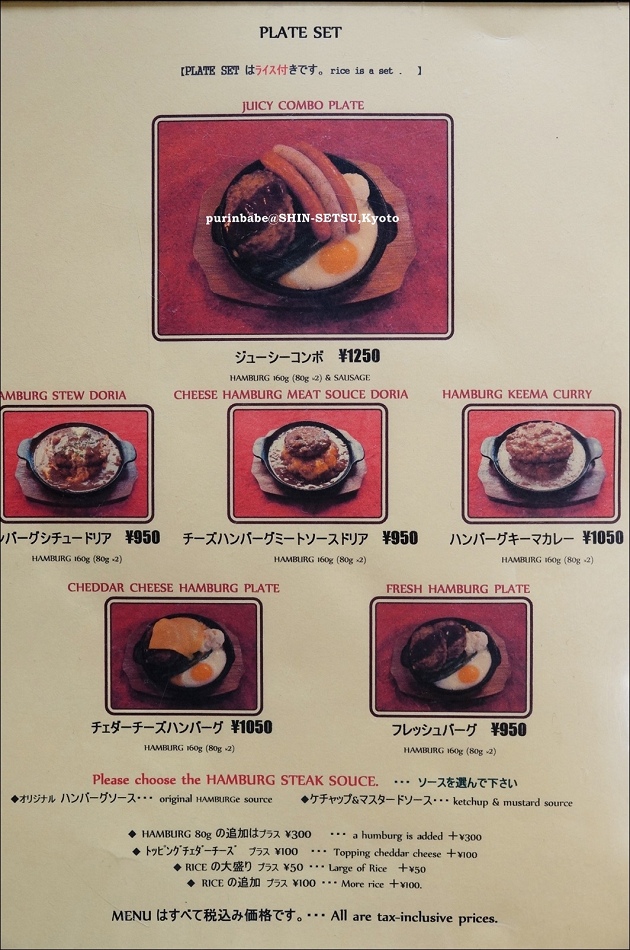 PLATE SET
【PLATE SET はライス付きです。rice is a set . 】
JUICY COMBO PLATE
purinbabe@SHIN-SETSU,Kyoto
ジューシーコンボ ¥1250
HAMBURG 160g (80g ×2) & SAUSAGE
AMBURG STEW DORIA CHEESE HAMBURG MEAT SOUCE DORIA HAMBURG KEEMA CURRY
ンバーグシチュードリア ¥950 チーズハンバーグミートソースドリア ¥950 ハンバーグキーマカレー ¥1050
HAMBURG 160g (80g ×2) HAMBURG 160g (80g ×2) HAMBURG 160g (80g ×2)
CHEDDAR CHEESE HAMBURG PLATE FRESH HAMBURG PLATE
チェダーチーズハンバーグ ¥1050 フレッシュバーグ ¥950
HAMBURG 160g (80g ×2) HAMBURG 160g (80g ×2)
Please choose the HAMBURG STEAK SOUCE. ･･･ ソースを選んで下さい
◆オリジナル ハンバーグソース･･･ original HAMBURGe source ◆ケチャップ&マスタードソース･･･ ketchup & mustard source
◆ HAMBURG 80g の追加はプラス ¥300 ･･･ a humburg is added ＋¥300
◆ ﾄｯﾋﾟﾝｸﾞﾁｪﾀﾞｰﾁｰｽﾞ プラス ¥100 ･･･ Topping cheddar cheese ＋¥100
◆ RICE の大盛り プラス ¥50 ･･･ Large of Rice ＋¥50
◆ RICE の追加 プラス ¥100 ･･･ More rice ＋¥100.
MENU はすべて税込み価格です。･･･ All are tax-inclusive prices.